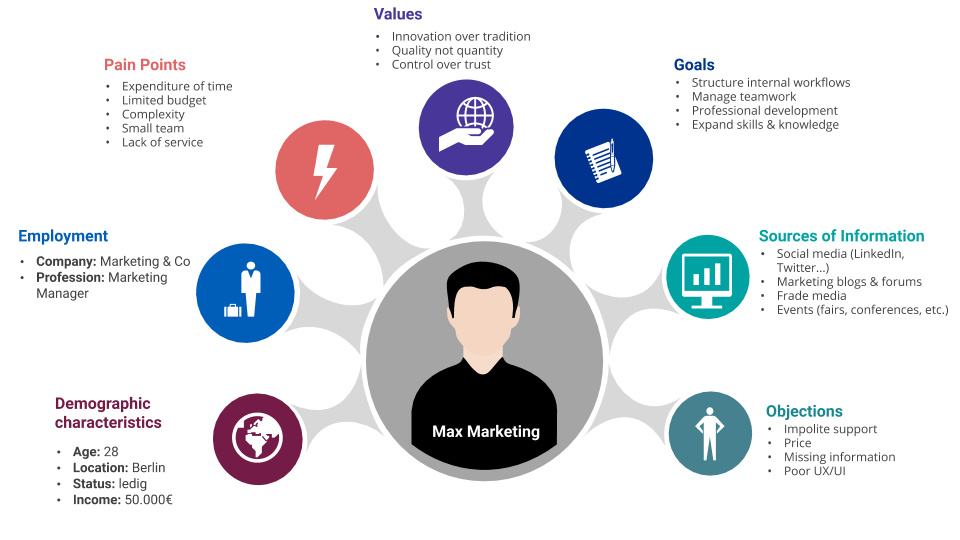 Values
• Innovation over tradition
• Quality not quantity
• Control over trust
Pain Points
• Expenditure of time
• Limited budget
• Complexity
• Small team
• Lack of service
Goals
• Structure internal workflows
• Manage teamwork
• Professional development
• Expand skills & knowledge
Employment
• Company: Marketing & Co
• Profession: Marketing
Manager
Sources of Information
• Social media (LinkedIn,
Twitter...)
• Marketing blogs & forums
• Frade media
• Events (fairs, conferences, etc.)
Demographic
characteristics
• Age: 28
• Location: Berlin
• Status: ledig
• Income: 50.000€
Max Marketing
Objections
• Impolite support
• Price
• Missing information
• Poor UX/UI